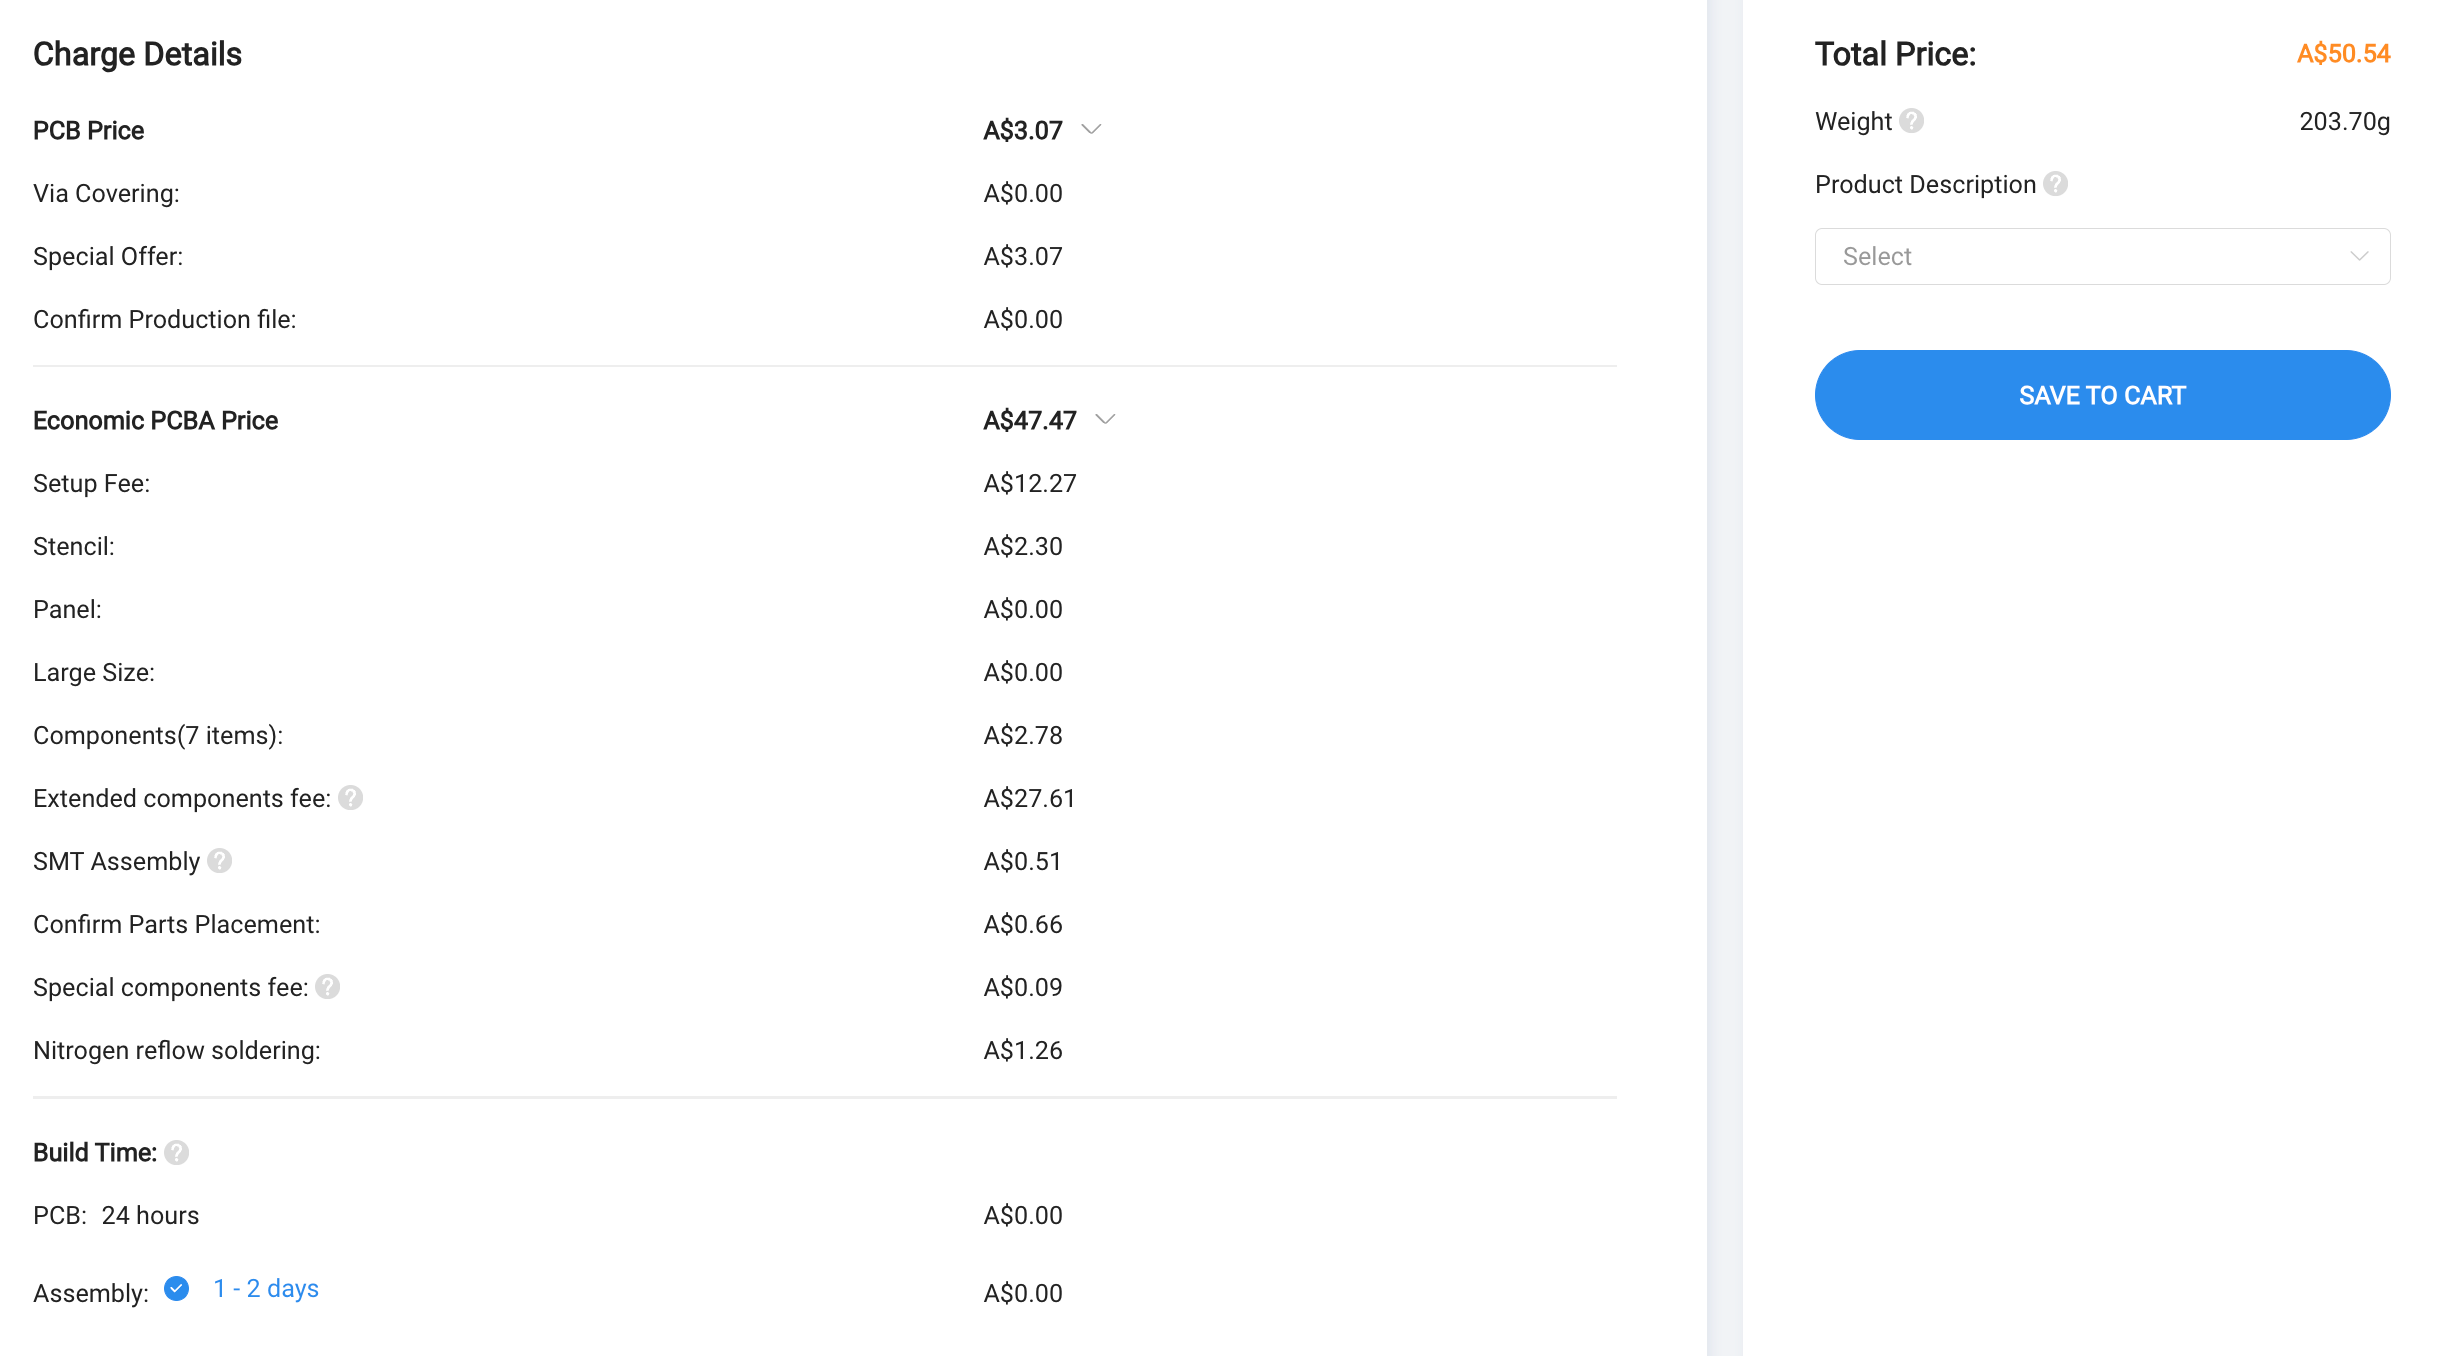 Charge Details
PCB Price A$3.07
Via Covering: A$0.00
Special Offer: A$3.07
Confirm Production file: A$0.00
Economic PCBA Price A$47.47
Setup Fee: A$12.27
Stencil: A$2.30
Panel: A$0.00
Large Size: A$0.00
Components(7 items): A$2.78
Extended components fee: ? A$27.61
SMT Assembly ? A$0.51
Confirm Parts Placement: A$0.66
Special components fee: ? A$0.09
Nitrogen reflow soldering: A$1.26
Build Time: ?
PCB: 24 hours A$0.00
Assembly: 1 - 2 days A$0.00
Total Price: A$50.54
Weight ? 203.70g
Product Description ?
Select
SAVE TO CART